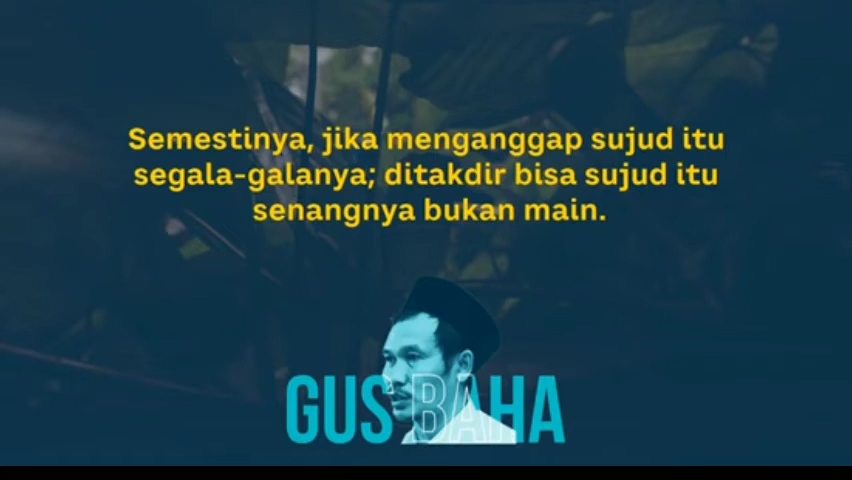 Semestinya, jika menganggap sujud itu
segala-galanya; ditakdir bisa sujud itu
senangnya bukan main.
GUS BAHA